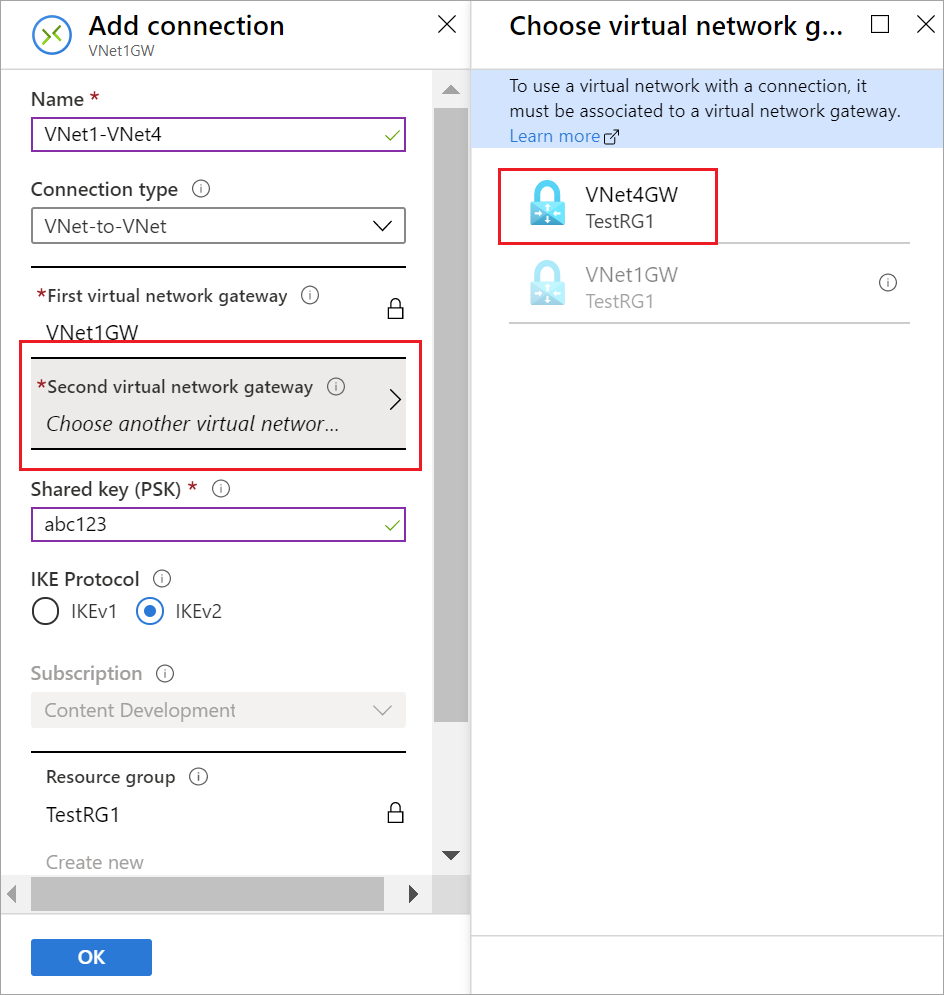 Add connection
VNet1GW
Name *
VNet1-VNet4
Connection type
VNet-to-VNet
*First virtual network gateway
VNet1GW
*Second virtual network gateway
Choose another virtual networ...
Shared key (PSK) *
abc123
IKE Protocol
IKEv1 IKEv2
Subscription
Content Development
Resource group
TestRG1
Create new
OK
Choose virtual network g...
To use a virtual network with a connection, it
must be associated to a virtual network gateway.
Learn more
VNet4GW
TestRG1
VNet1GW
TestRG1